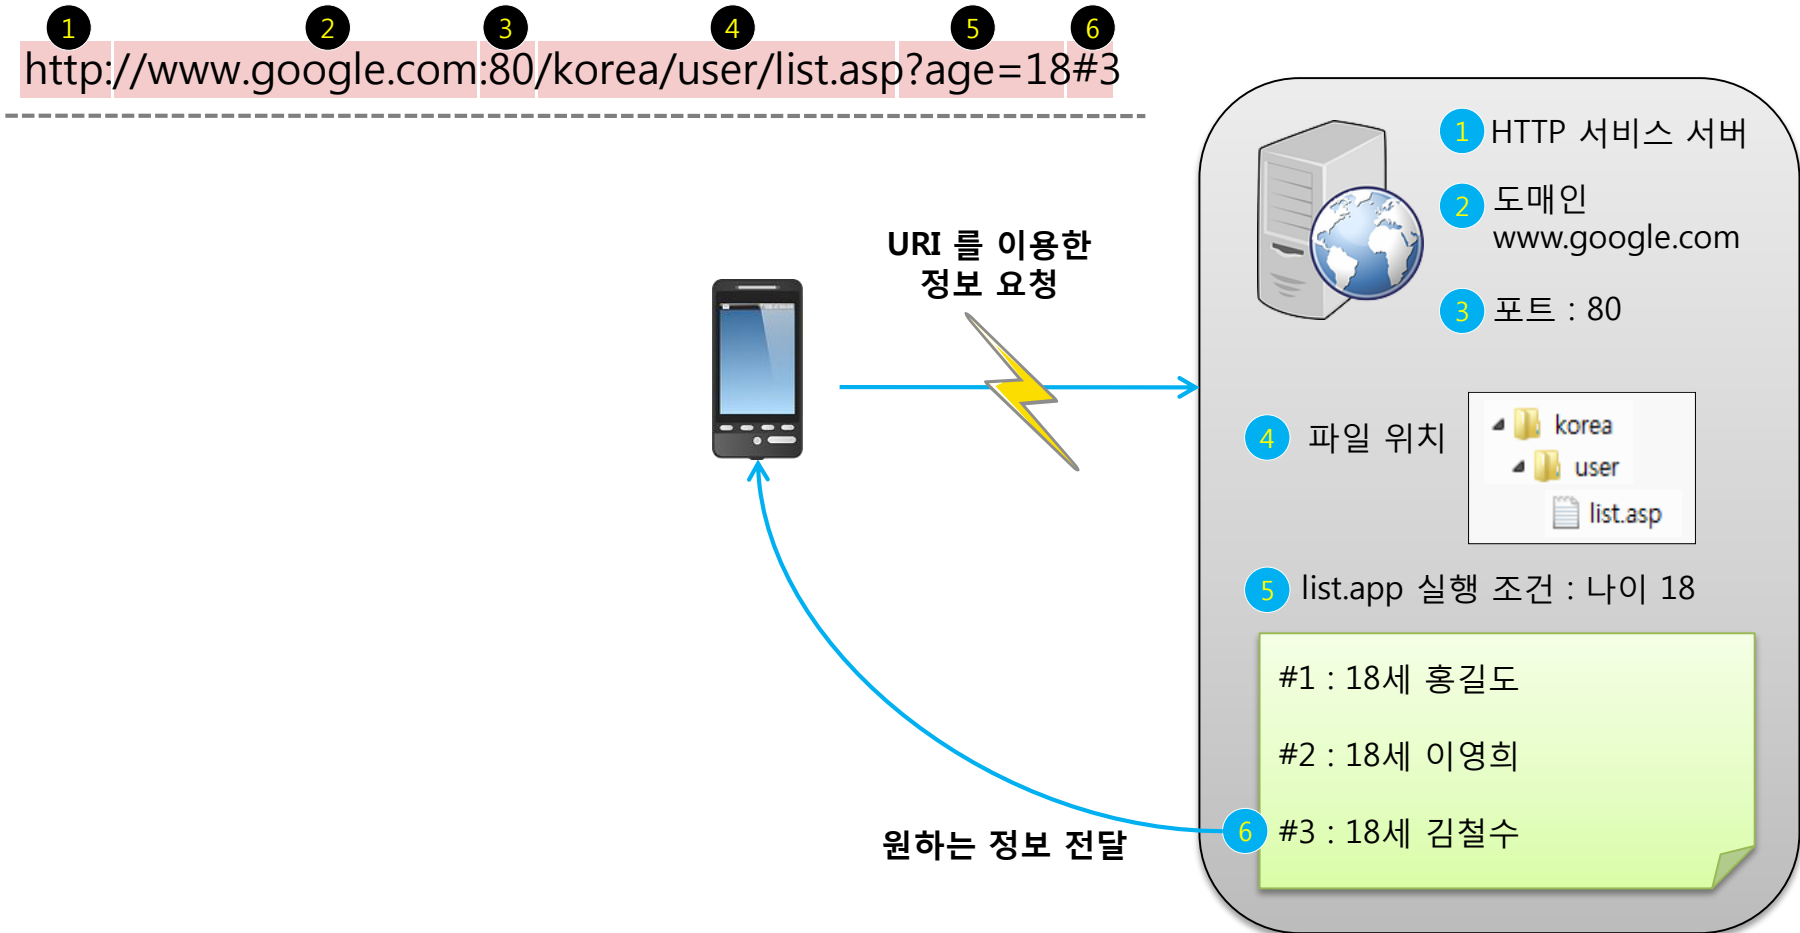 1 2 3 4 5 6
http://www.google.com:80/korea/user/list.asp?age=18#3
URI 를 이용한
정보 요청
원하는 정보 전달
1 HTTP 서비스 서버
2 도매인
www.google.com
3 포트 : 80
4 파일 위치
korea
user
list.asp
5 list.app 실행 조건 : 나이 18
#1 : 18세 홍길도
#2 : 18세 이영희
6 #3 : 18세 김철수